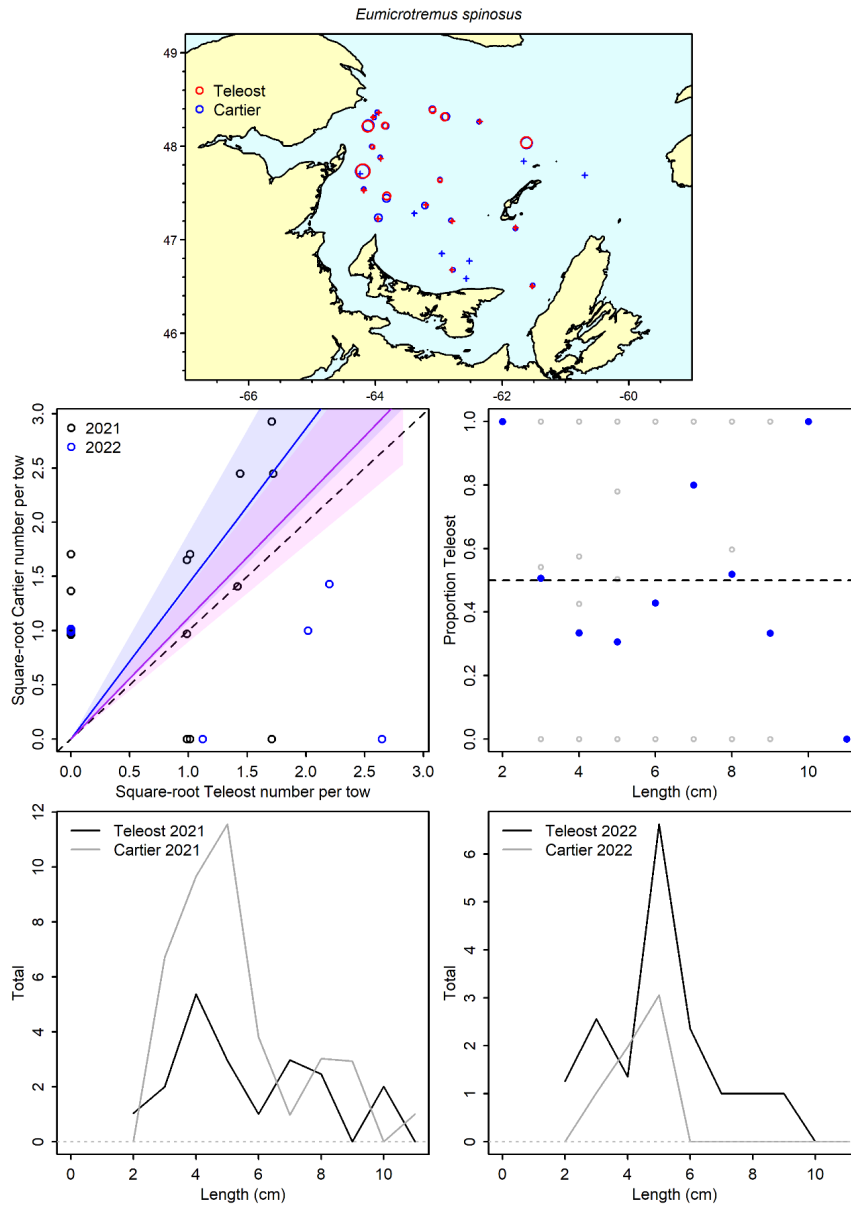 Eumicrotremus spinosus
49
48
47
46
Teleost
Cartier
-66
-64
-62
-60
Square-root Cartier number per tow
3.0
2.5
2.0
1.5
1.0
0.5
0.0
2021
2022
0.0 0.5 1.0 1.5 2.0 2.5 3.0
Square-root Teleost number per tow
Proportion Teleost
1.0
0.8
0.6
0.4
0.2
0.0
2 4 6 8 10
Length (cm)
Total
12
10
8
6
4
2
0
Teleost 2021
Cartier 2021
0 2 4 6 8 10
Length (cm)
Total
6
5
4
3
2
1
0
Teleost 2022
Cartier 2022
0 2 4 6 8 10
Length (cm)